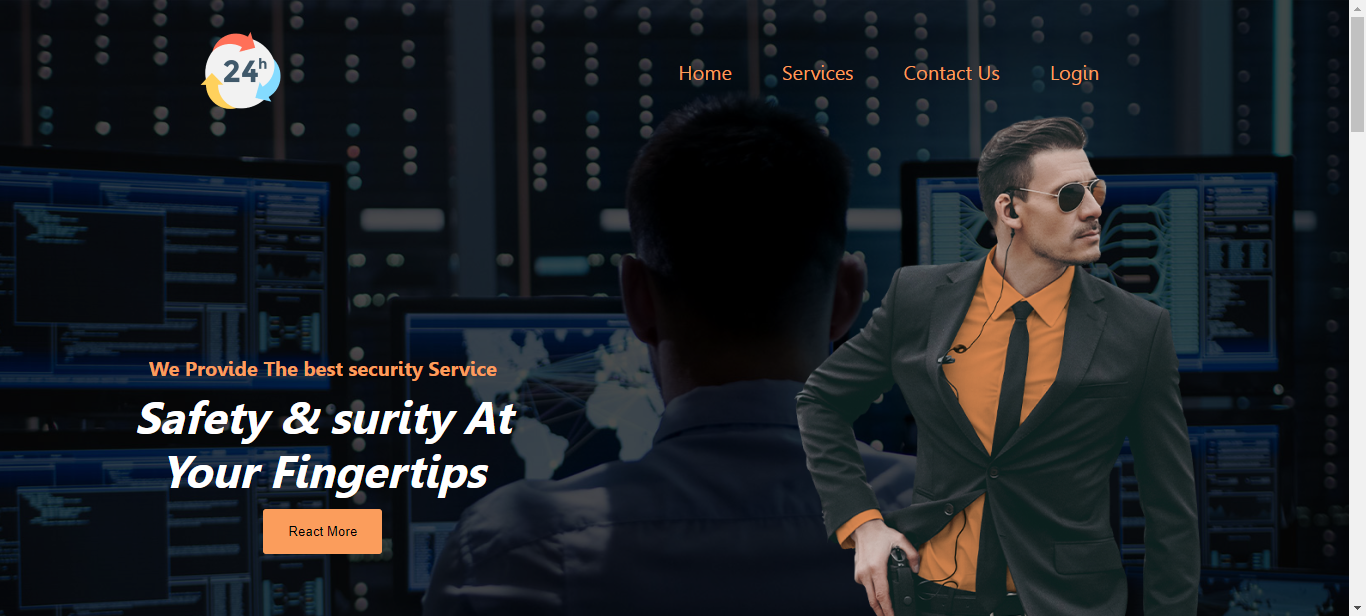 24h
Home Services Contact Us Login
We Provide The best security Service
Safety & surity At
Your Fingertips
React More